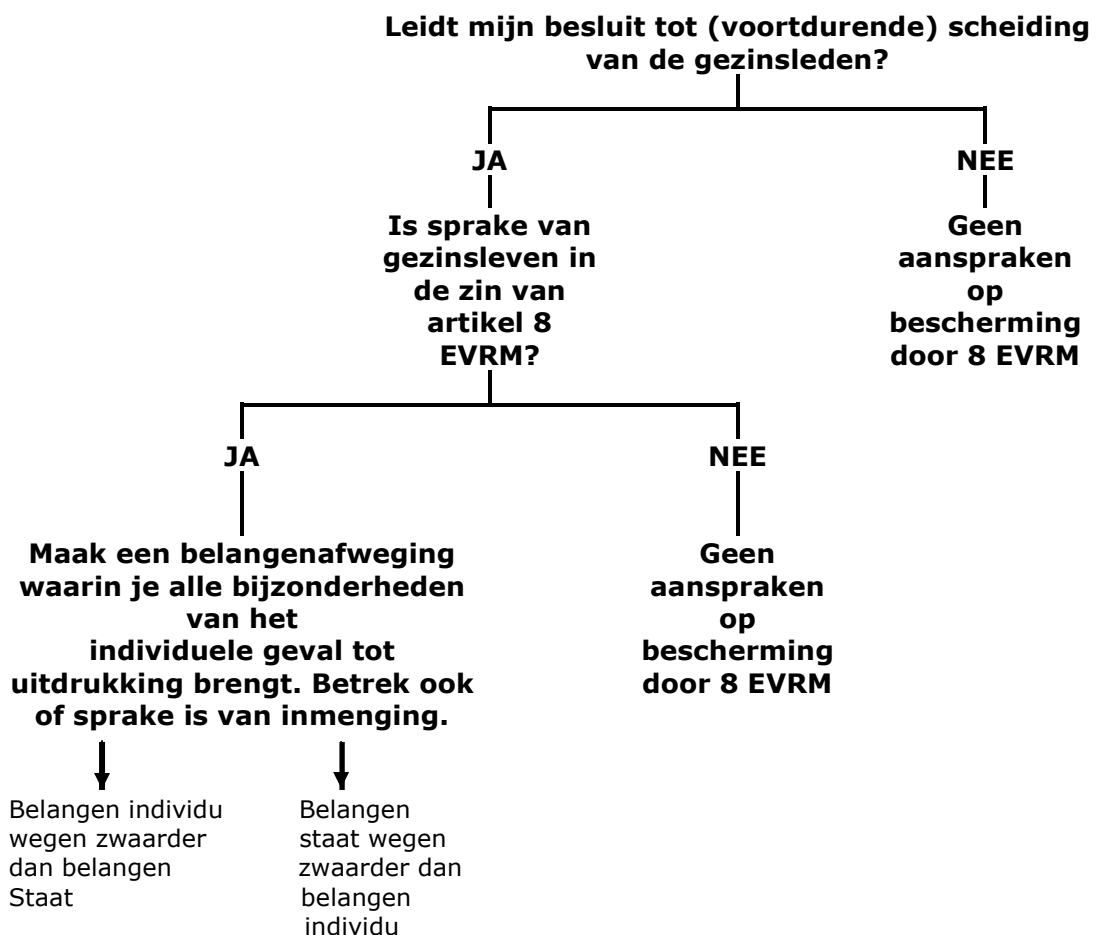 Leidt mijn besluit tot (voortdurende) scheiding
van de gezinsleden?
JA
NEE
Is sprake van
gezinsleven in
de zin van
artikel 8
EVRM?
Geen
aanspraken
op
bescherming
door 8 EVRM
JA
NEE
Maak een belangenafweging
waarin je alle bijzonderheden
van het
individuele geval tot
uitdrukking brengt. Betrek ook
of sprake is van inmenging.
Geen
aanspraken
op
bescherming
door 8 EVRM
Belangen individu
wegen zwaarder
dan belangen
Staat
Belangen
staat wegen
zwaarder dan
belangen
individu